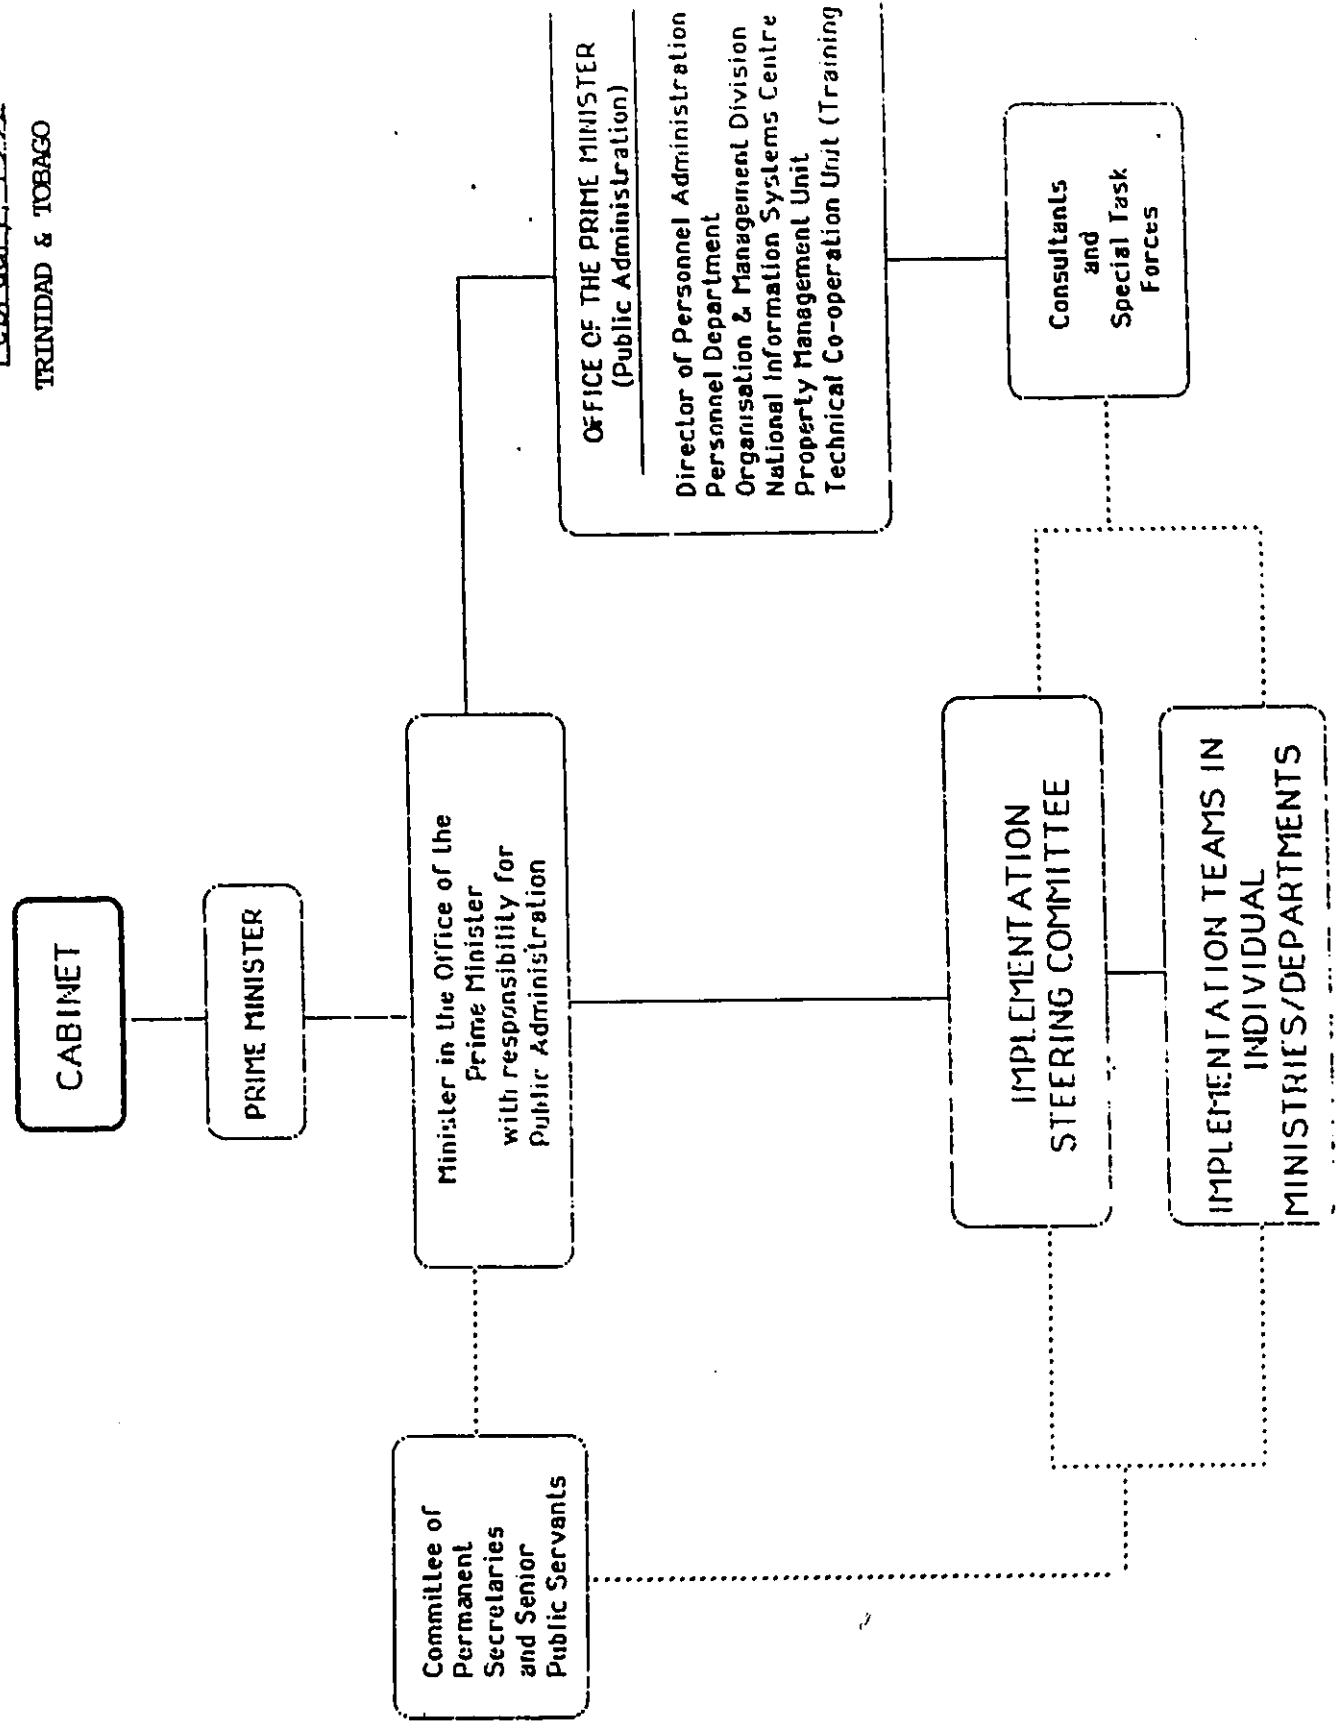 TRINIDAD & TOBAGO
CABINET
PRIME MINISTER
Minister in the Office of the
Prime Minister
with responsibility for
Public Administration
OFFICE OF THE PRIME MINISTER
(Public Administration)
Director of Personnel Administration
Personnel Department
Organisation & Management Division
National Information Systems Centre
Property Management Unit
Technical Co-operation Unit (Training
Committee of
Permanent
Secretaries
and Senior
Public Servants
Consultants
and
Special Task
Forces
IMPLEMENTATION
STEERING COMMITTEE
IMPLEMENTATION TEAMS IN
INDIVIDUAL
MINISTRIES/DEPARTMENTS